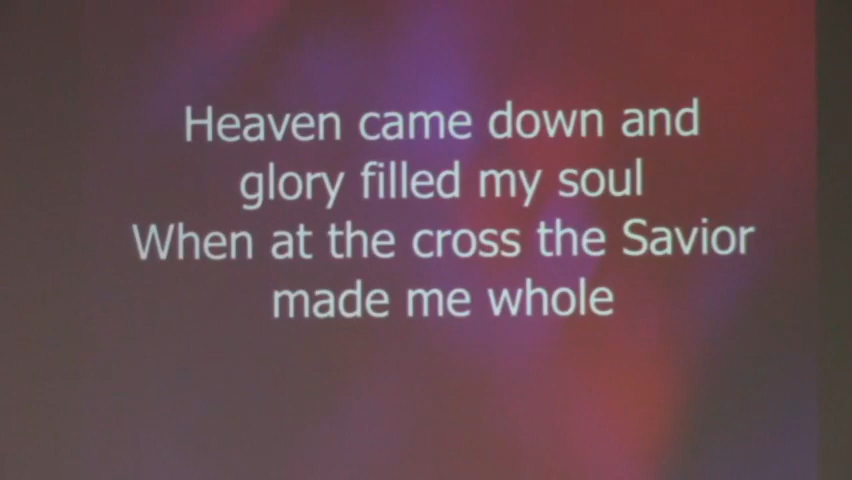 Heaven came down and
glory filled my soul
When at the cross the Savior
made me whole